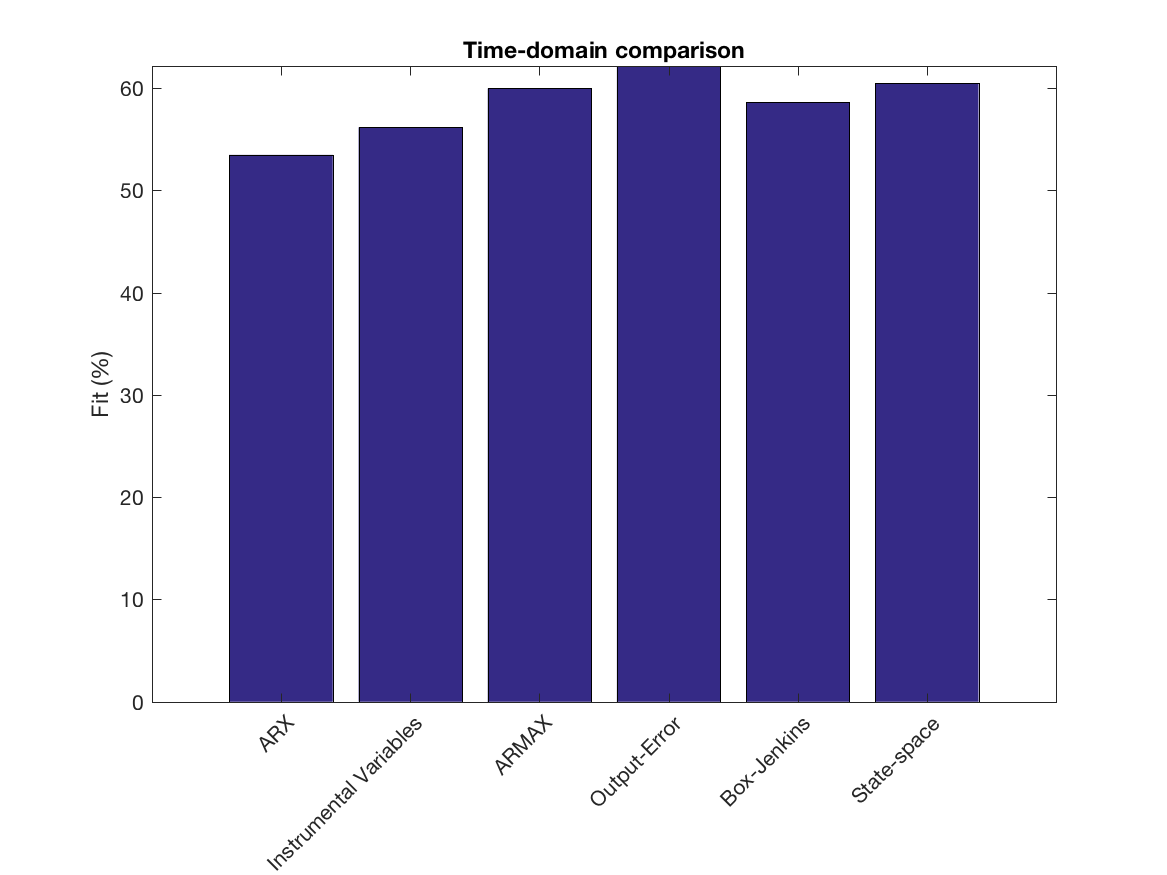 Time-domain comparison
60
50
40
30
20
10
0
Fit (%)
ARX
Instrumental Variables
ARMAX
Output-Error
Box-Jenkins
State-space